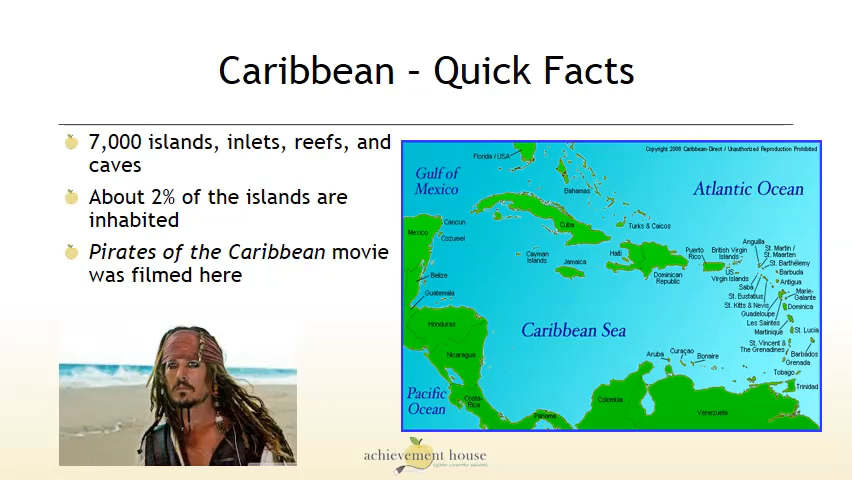 Caribbean – Quick Facts
7,000 islands, inlets, reefs, and
caves
About 2% of the islands are
inhabited
Pirates of the Caribbean movie
was filmed here
Copyright 2008 Caribbean-Direct / Unauthorized Reproduction Prohibited
Florida / USA
Gulf of
Mexico
Bahamas
Atlantic Ocean
Cancun
Mexico
Cozumel
Cuba
Turks & Caicos
Cayman
Islands
Jamaica
Haiti
Dominican
Republic
Puerto
Rico
British Virgin
Islands
US
Virgin Islands
Anguilla
St. Martin /
St. Maarten
St. Barthélemy
Saba
Barbuda
St. Eustatius
Antigua
St. Kitts & Nevis
Marie-
Galante
Guadeloupe
Dominica
Les Saintes
Martinique
St. Lucia
St. Vincent &
The Grenadines
Barbados
Grenada
Tobago
Trinidad
Belize
Guatemala
Honduras
Nicaragua
Caribbean Sea
Aruba
Curaçao
Bonaire
Pacific
Ocean
Costa-
Rica
Panama
Colombia
Venezuela
achievement house